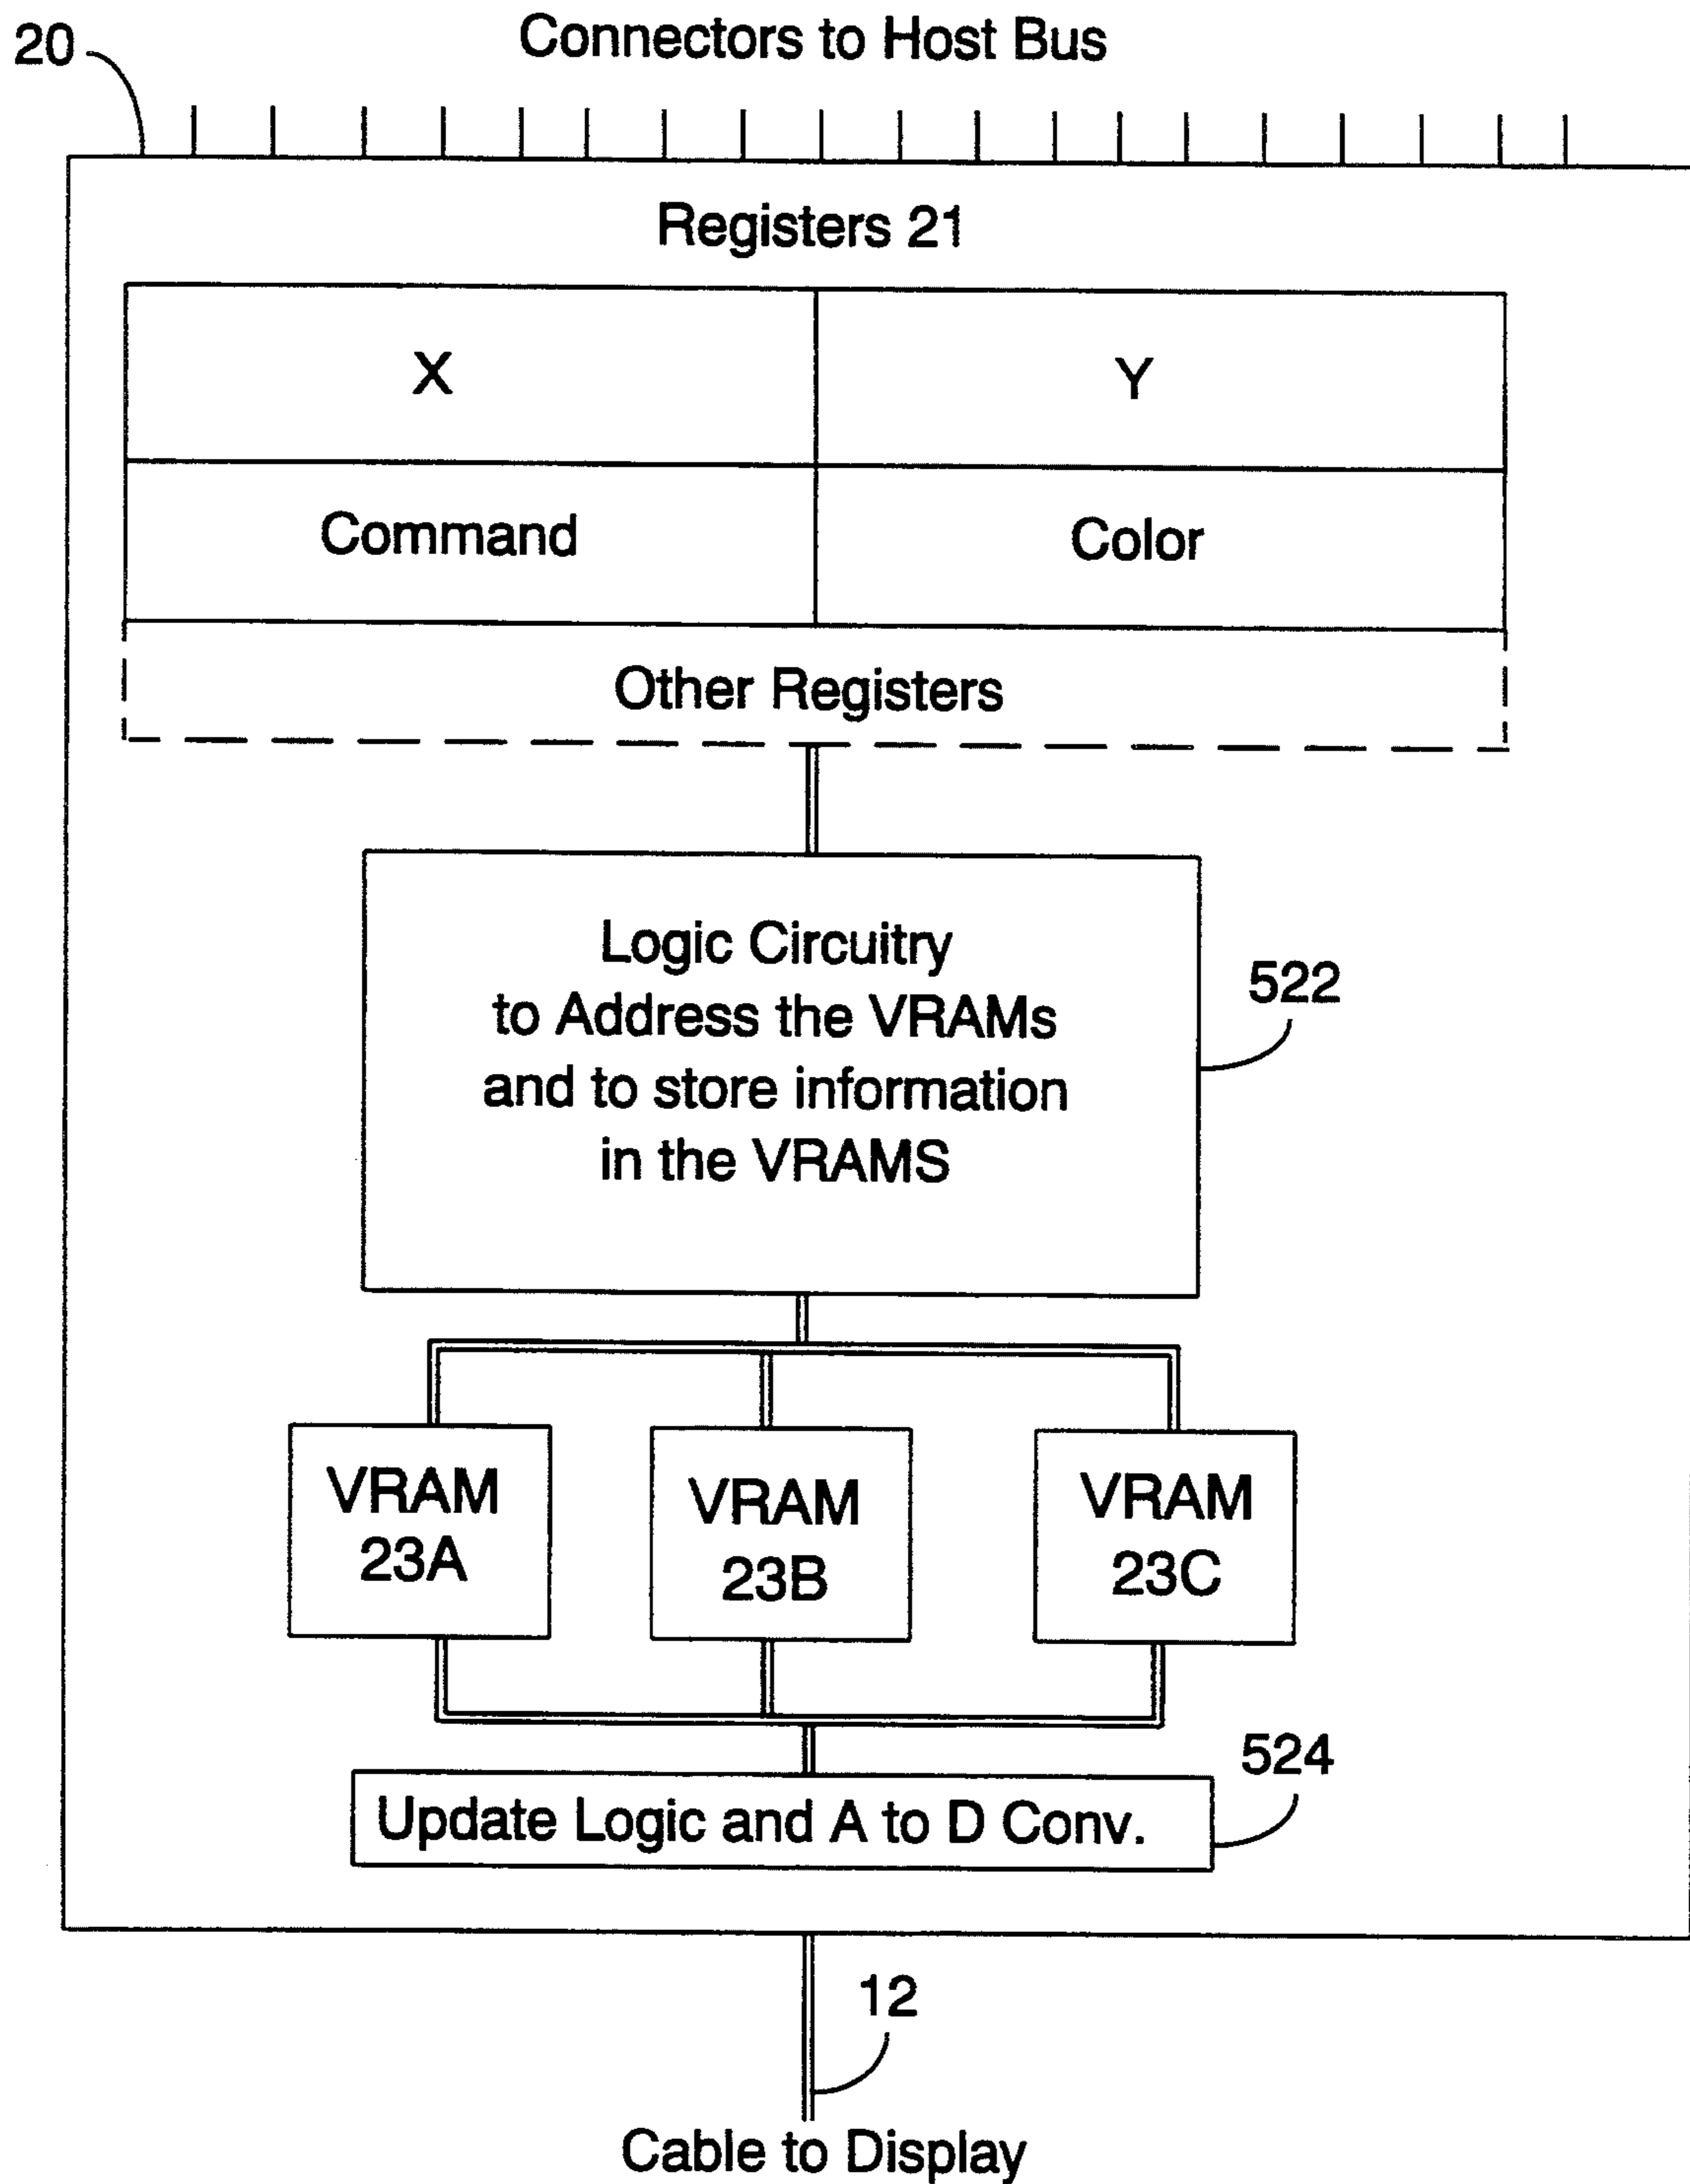 20
Connectors to Host Bus
Registers 21
X
Y
Command
Color
Other Registers
Logic Circuitry
to Address the VRAMs
and to store information
in the VRAMS
522
VRAM
23A
VRAM
23B
VRAM
23C
524
Update Logic and A to D Conv.
12
Cable to Display